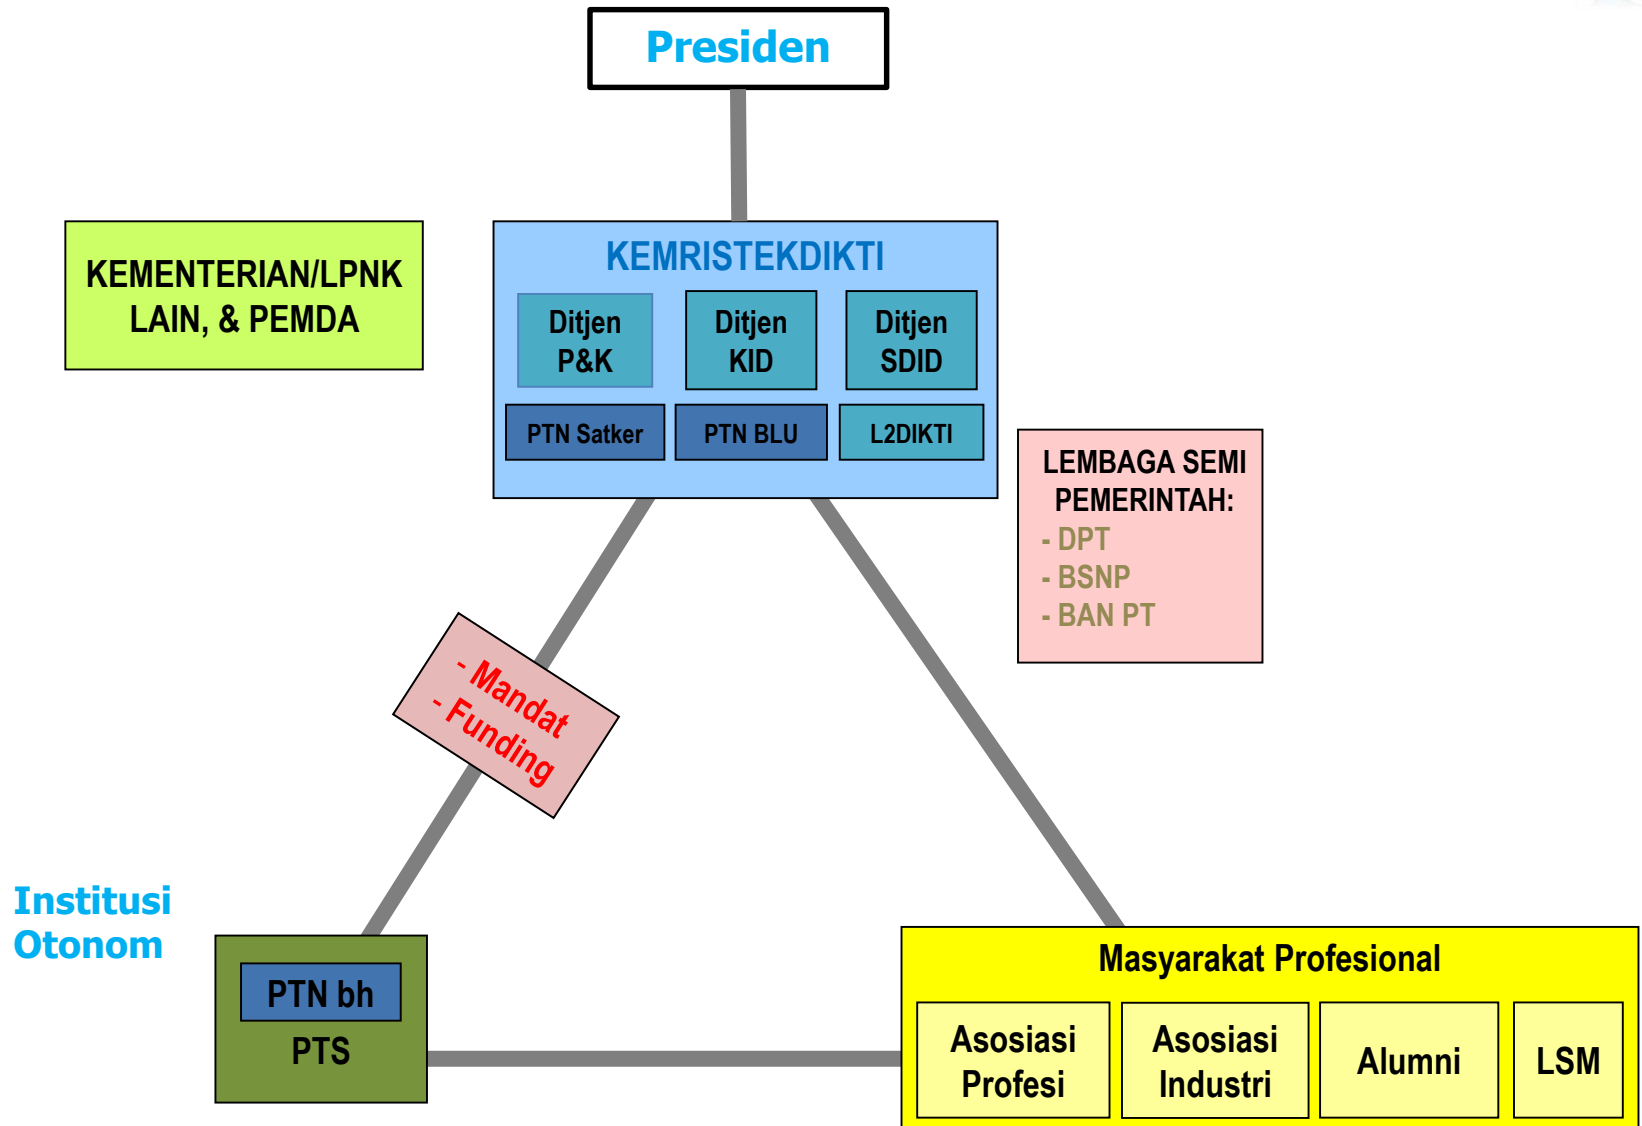 Presiden
KEMENTERIAN/LPNK
LAIN, & PEMDA
KEMRISTEKDIKTI
Ditjen
P&K
Ditjen
KID
Ditjen
SDID
PTN Satker
PTN BLU
L2DIKTI
LEMBAGA SEMI
PEMERINTAH:
- DPT
- BSNP
- BAN PT
- Mandat
- Funding
Institusi
Otonom
PTN bh
PTS
Masyarakat Profesional
Asosiasi
Profesi
Asosiasi
Industri
Alumni
LSM